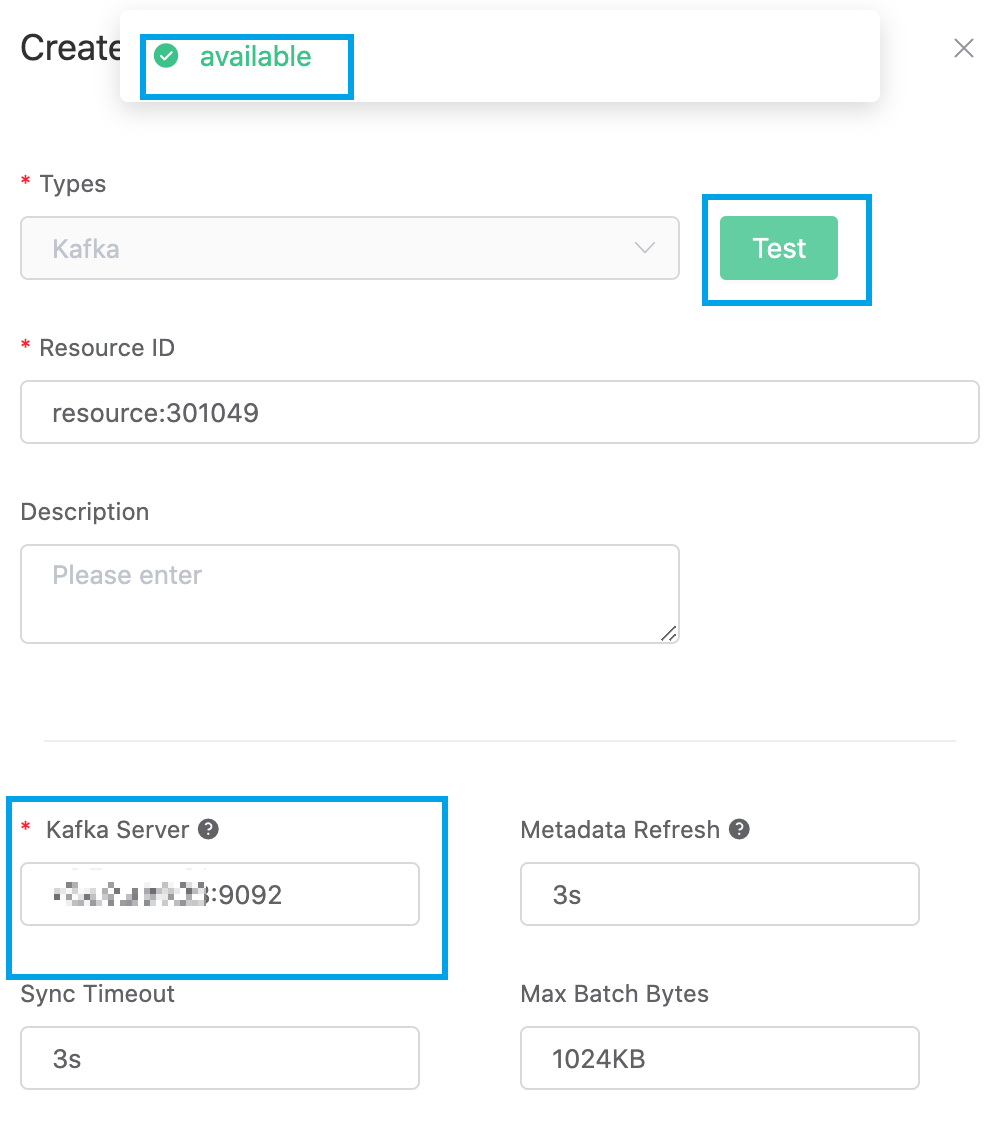 Create
available
* Types
Kafka
Test
* Resource ID
resource:301049
Description
Please enter
* Kafka Server
Metadata Refresh
:9092
3s
Sync Timeout
Max Batch Bytes
3s
1024KB